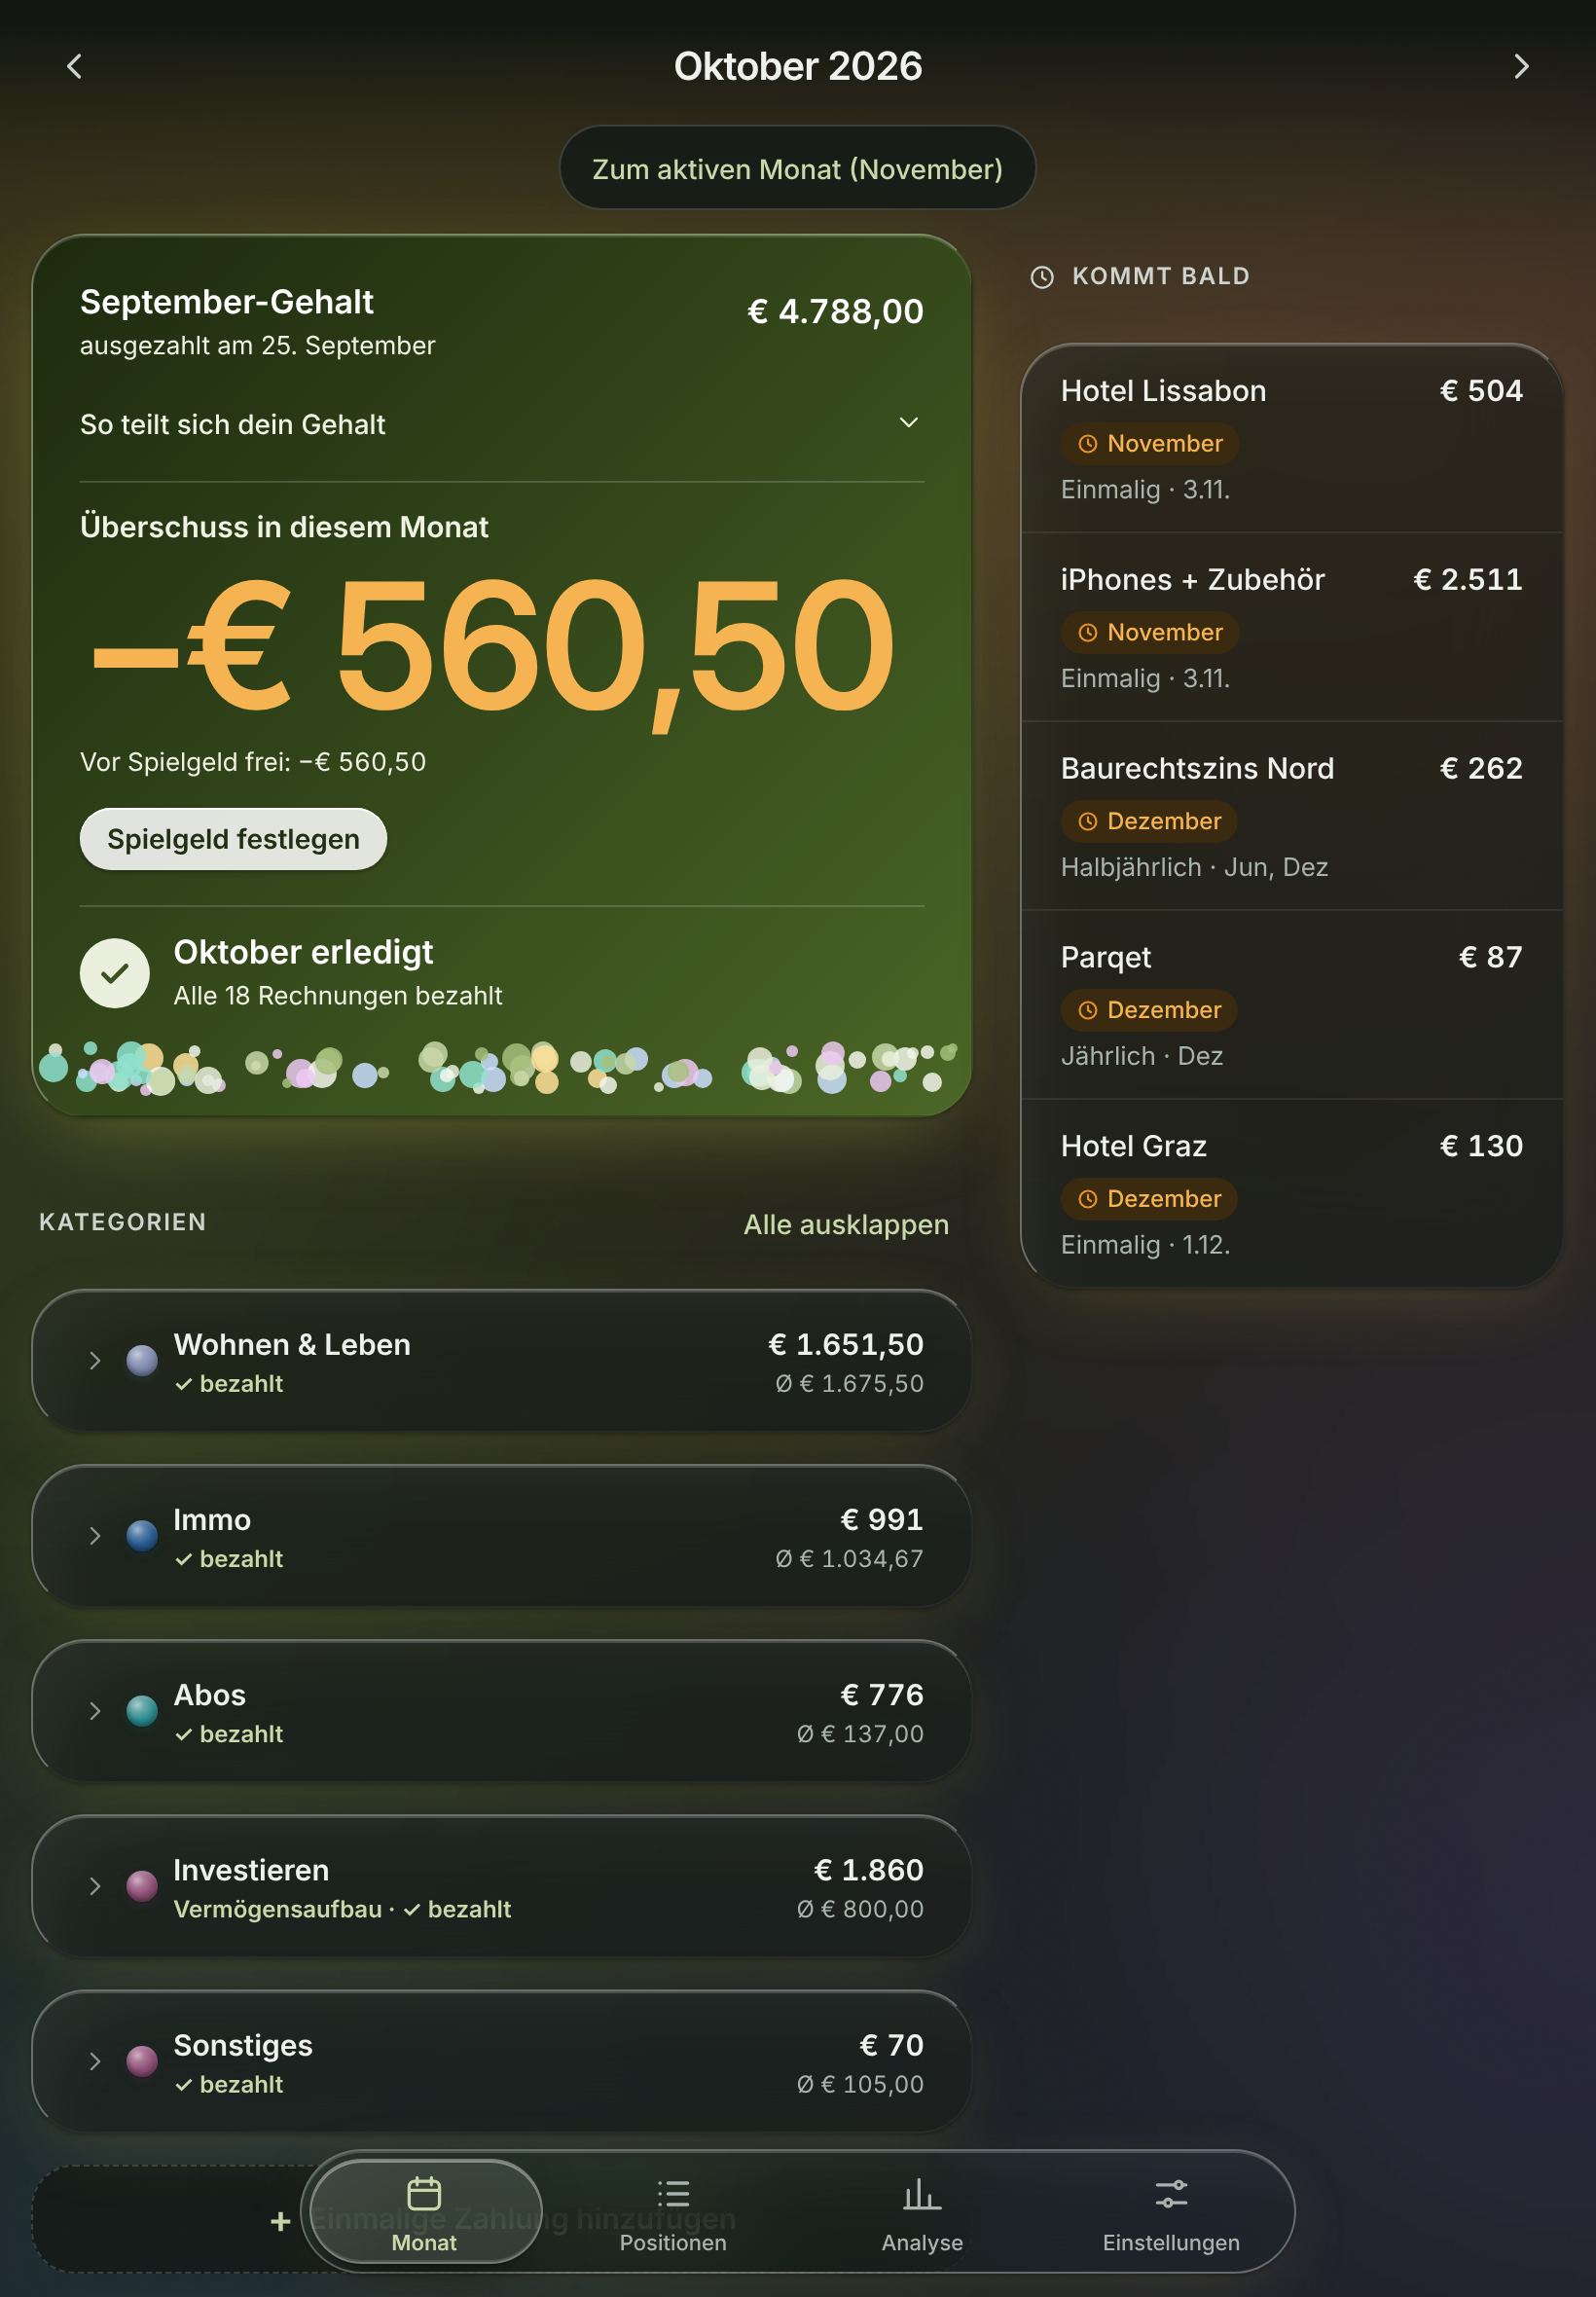 Oktober 2026
Zum aktiven Monat (November)
September-Gehalt
€ 4.788,00
ausgezahlt am 25. September
So teilt sich dein Gehalt
Überschuss in diesem Monat
–€ 560,50
Vor Spielgeld frei: –€ 560,50
Spielgeld festlegen
Oktober erledigt
Alle 18 Rechnungen bezahlt
KOMMT BALD
Hotel Lissabon € 504
November
Einmalig · 3.11.
iPhones + Zubehör € 2.511
November
Einmalig · 3.11.
Baurechtszins Nord € 262
Dezember
Halbjährlich · Jun, Dez
Parqet € 87
Dezember
Jährlich · Dez
Hotel Graz € 130
Dezember
Einmalig · 1.12.
KATEGORIEN Alle ausklappen
Wohnen & Leben € 1.651,50
✓ bezahlt Ø € 1.675,50
Immo € 991
✓ bezahlt Ø € 1.034,67
Abos € 776
✓ bezahlt Ø € 137,00
Investieren € 1.860
Vermögensaufbau · ✓ bezahlt Ø € 800,00
Sonstiges € 70
✓ bezahlt Ø € 105,00
+ Einmalige Zahlung hinzufügen
Monat Positionen Analyse Einstellungen